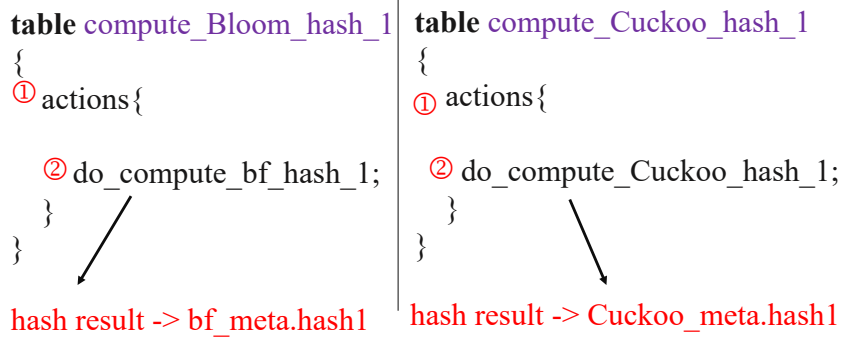 table compute_Bloom_hash_1
{
① actions{
② do_compute_bf_hash_1;
}
}
hash result -> bf_meta.hash1
table compute_Cuckoo_hash_1
{
① actions{
② do_compute_Cuckoo_hash_1;
}
}
hash result -> Cuckoo_meta.hash1